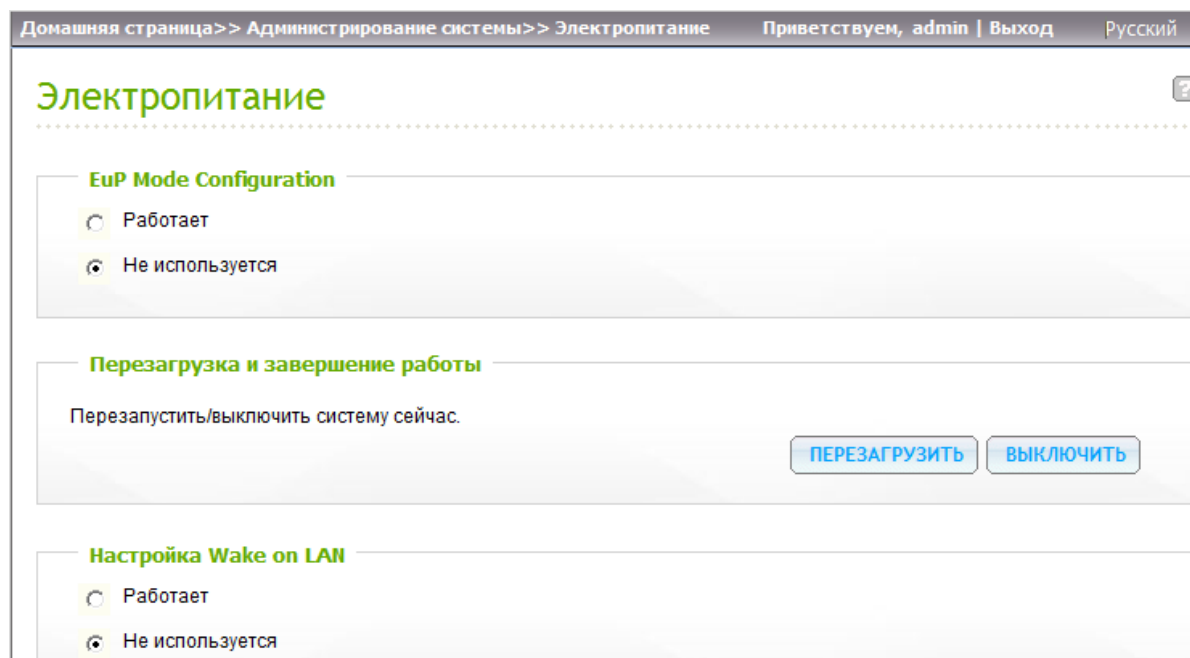 Домашняя страница>> Администрирование системы>> Электропитание Приветствуем, admin | Выход Русский
Электропитание
?
EuP Mode Configuration
Работает
Не используется
Перезагрузка и завершение работы
Перезапустить/выключить систему сейчас.
ПЕРЕЗАГРУЗИТЬ ВЫКЛЮЧИТЬ
Настройка Wake on LAN
Работает
Не используется